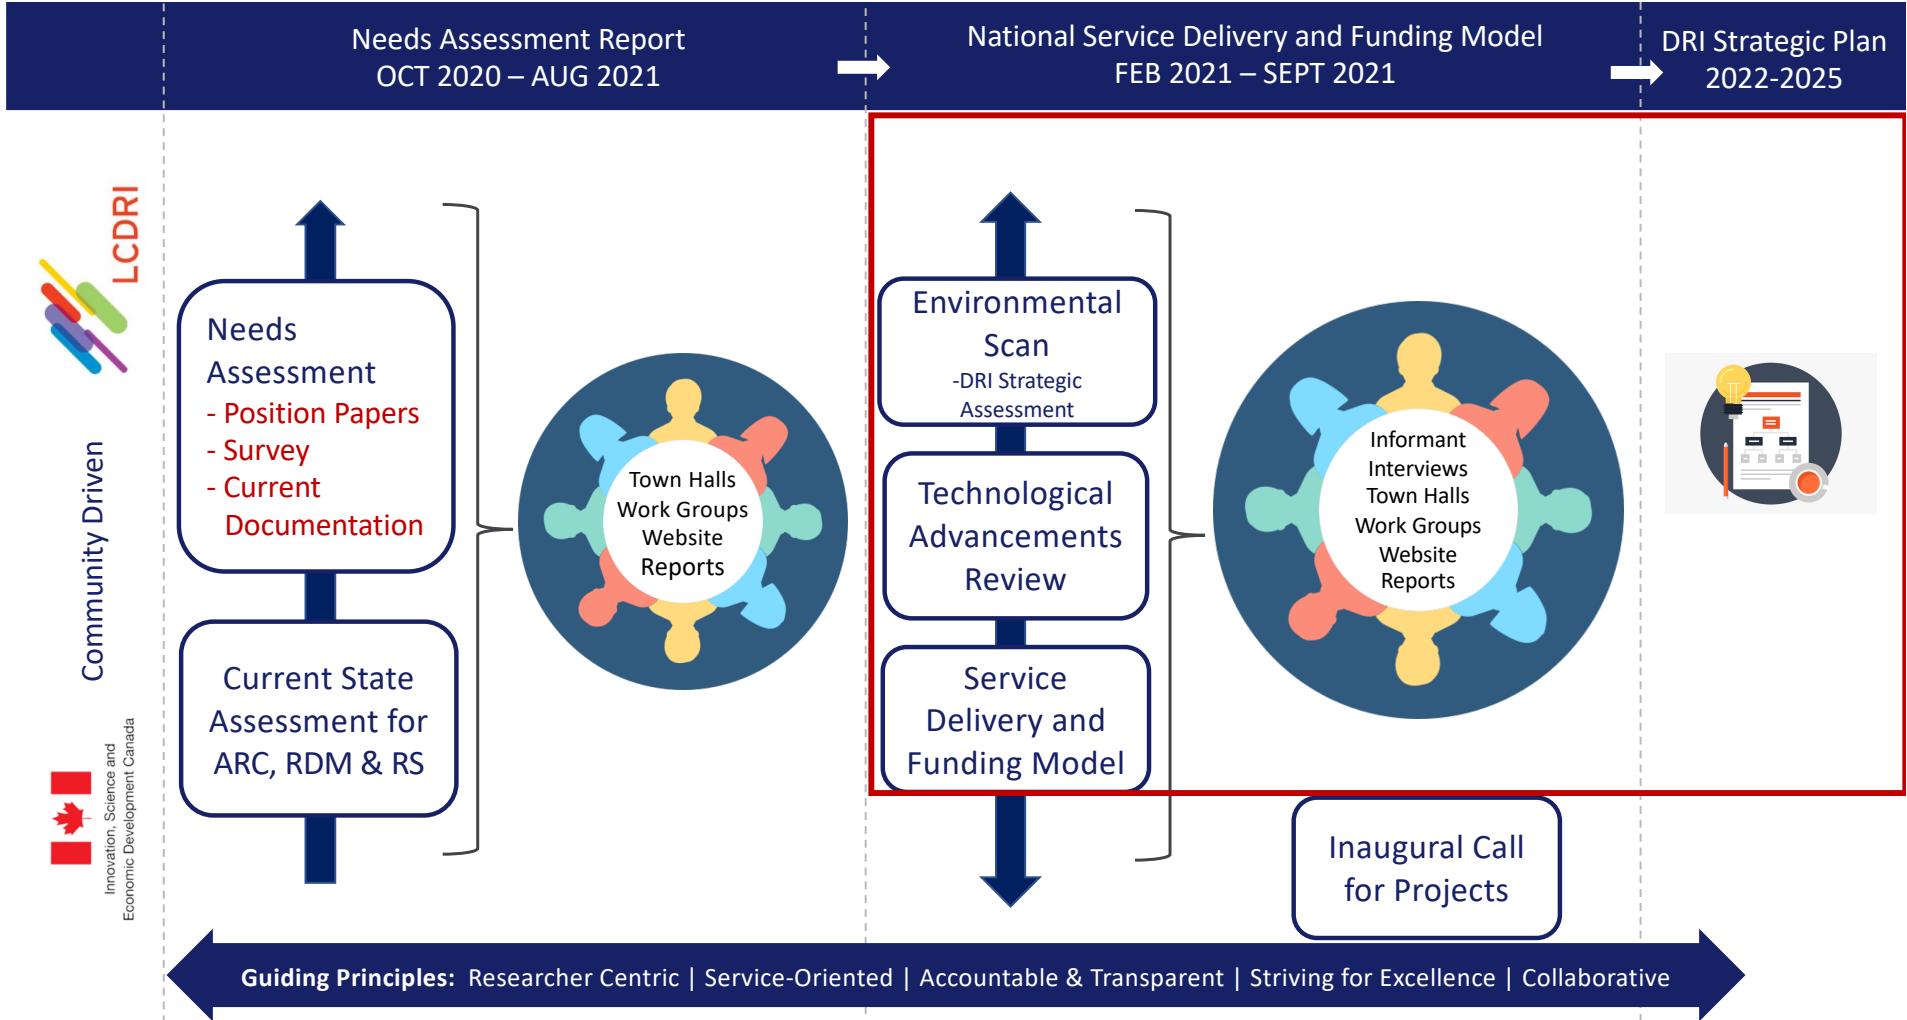 Needs Assessment Report
OCT 2020 – AUG 2021
National Service Delivery and Funding Model
FEB 2021 – SEPT 2021
DRI Strategic Plan
2022-2025
LCDRI
Community Driven
Innovation, Science and
Economic Development Canada
Needs
Assessment
- Position Papers
- Survey
- Current
Documentation
Current State
Assessment for
ARC, RDM & RS
Town Halls
Work Groups
Website
Reports
Environmental
Scan
-DRI Strategic
Assessment
Technological
Advancements
Review
Service
Delivery and
Funding Model
Informant
Interviews
Town Halls
Work Groups
Website
Reports
Inaugural Call
for Projects
Guiding Principles: Researcher Centric | Service-Oriented | Accountable & Transparent | Striving for Excellence | Collaborative